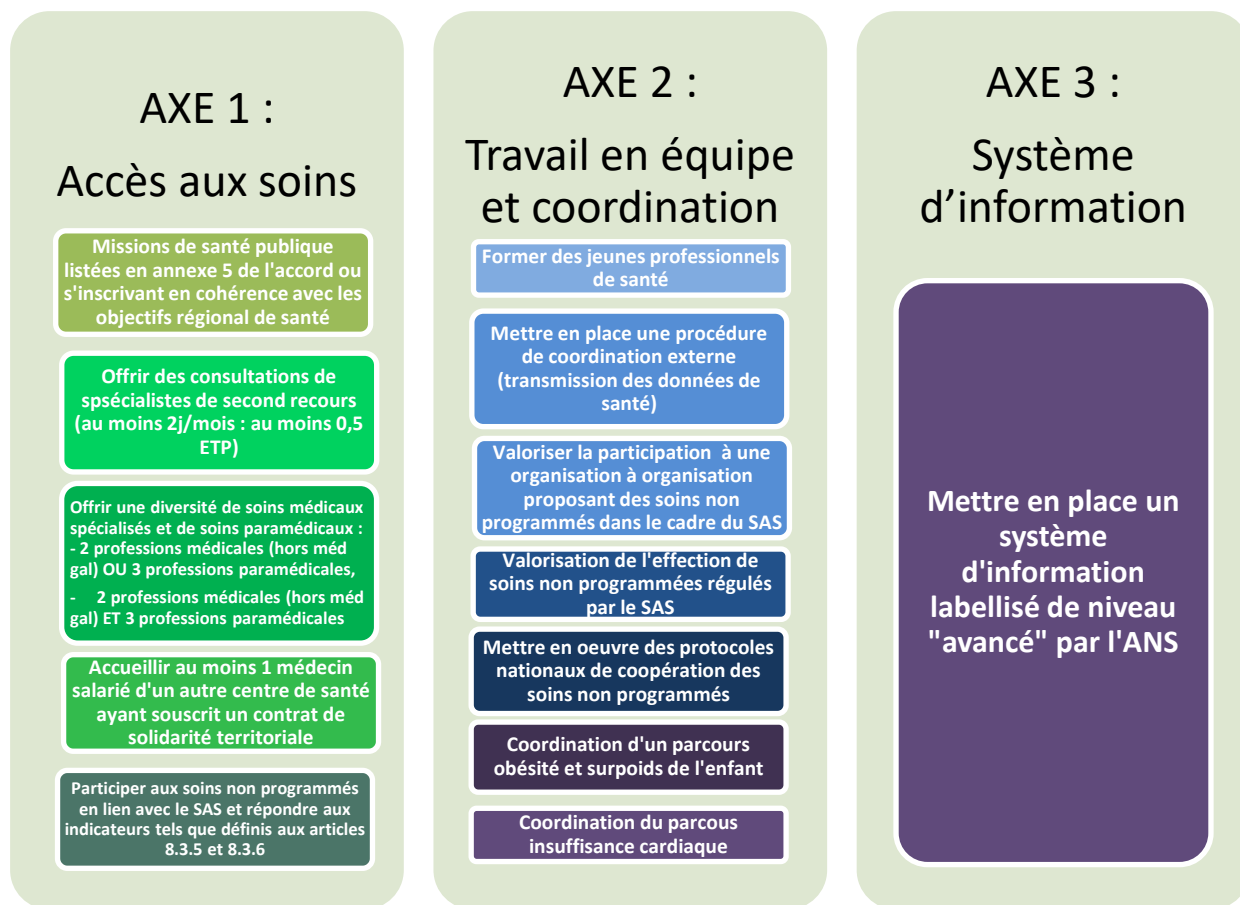 AXE 1 :
Accès aux soins
Missions de santé publique
listées en annexe 5 de l'accord ou
s'inscrivant en cohérence avec les
objectifs régional de santé
Offrir des consultations de
spsécialistes de second recours
(au moins 2j/mois : au moins 0,5
ETP)
Offrir une diversité de soins médicaux
spécialisés et de soins paramédicaux :
- 2 professions médicales (hors méd
gal) OU 3 professions paramédicales,
- 2 professions médicales (hors méd
gal) ET 3 professions paramédicales
Accueillir au moins 1 médecin
salarié d'un autre centre de santé
ayant souscrit un contrat de
solidarité territoriale
Participer aux soins non programmés
en lien avec le SAS et répondre aux
indicateurs tels que définis aux articles
8.3.5 et 8.3.6
AXE 2 :
Travail en équipe
et coordination
Former des jeunes professionnels
de santé
Mettre en place une procédure
de coordination externe
(transmission des données de
santé)
Valoriser la participation à une
organisation à organisation
proposant des soins non
programmés dans le cadre du SAS
Valorisation de l'effection de
soins non programmées régulés
par le SAS
Mettre en oeuvre des protocoles
nationaux de coopération des
soins non programmés
Coordination d'un parcours
obésité et surpoids de l'enfant
Coordination du parcous
insuffisance cardiaque
AXE 3 :
Système
d'information
Mettre en place un
système
d'information
labellisé de niveau
"avancé" par l'ANS